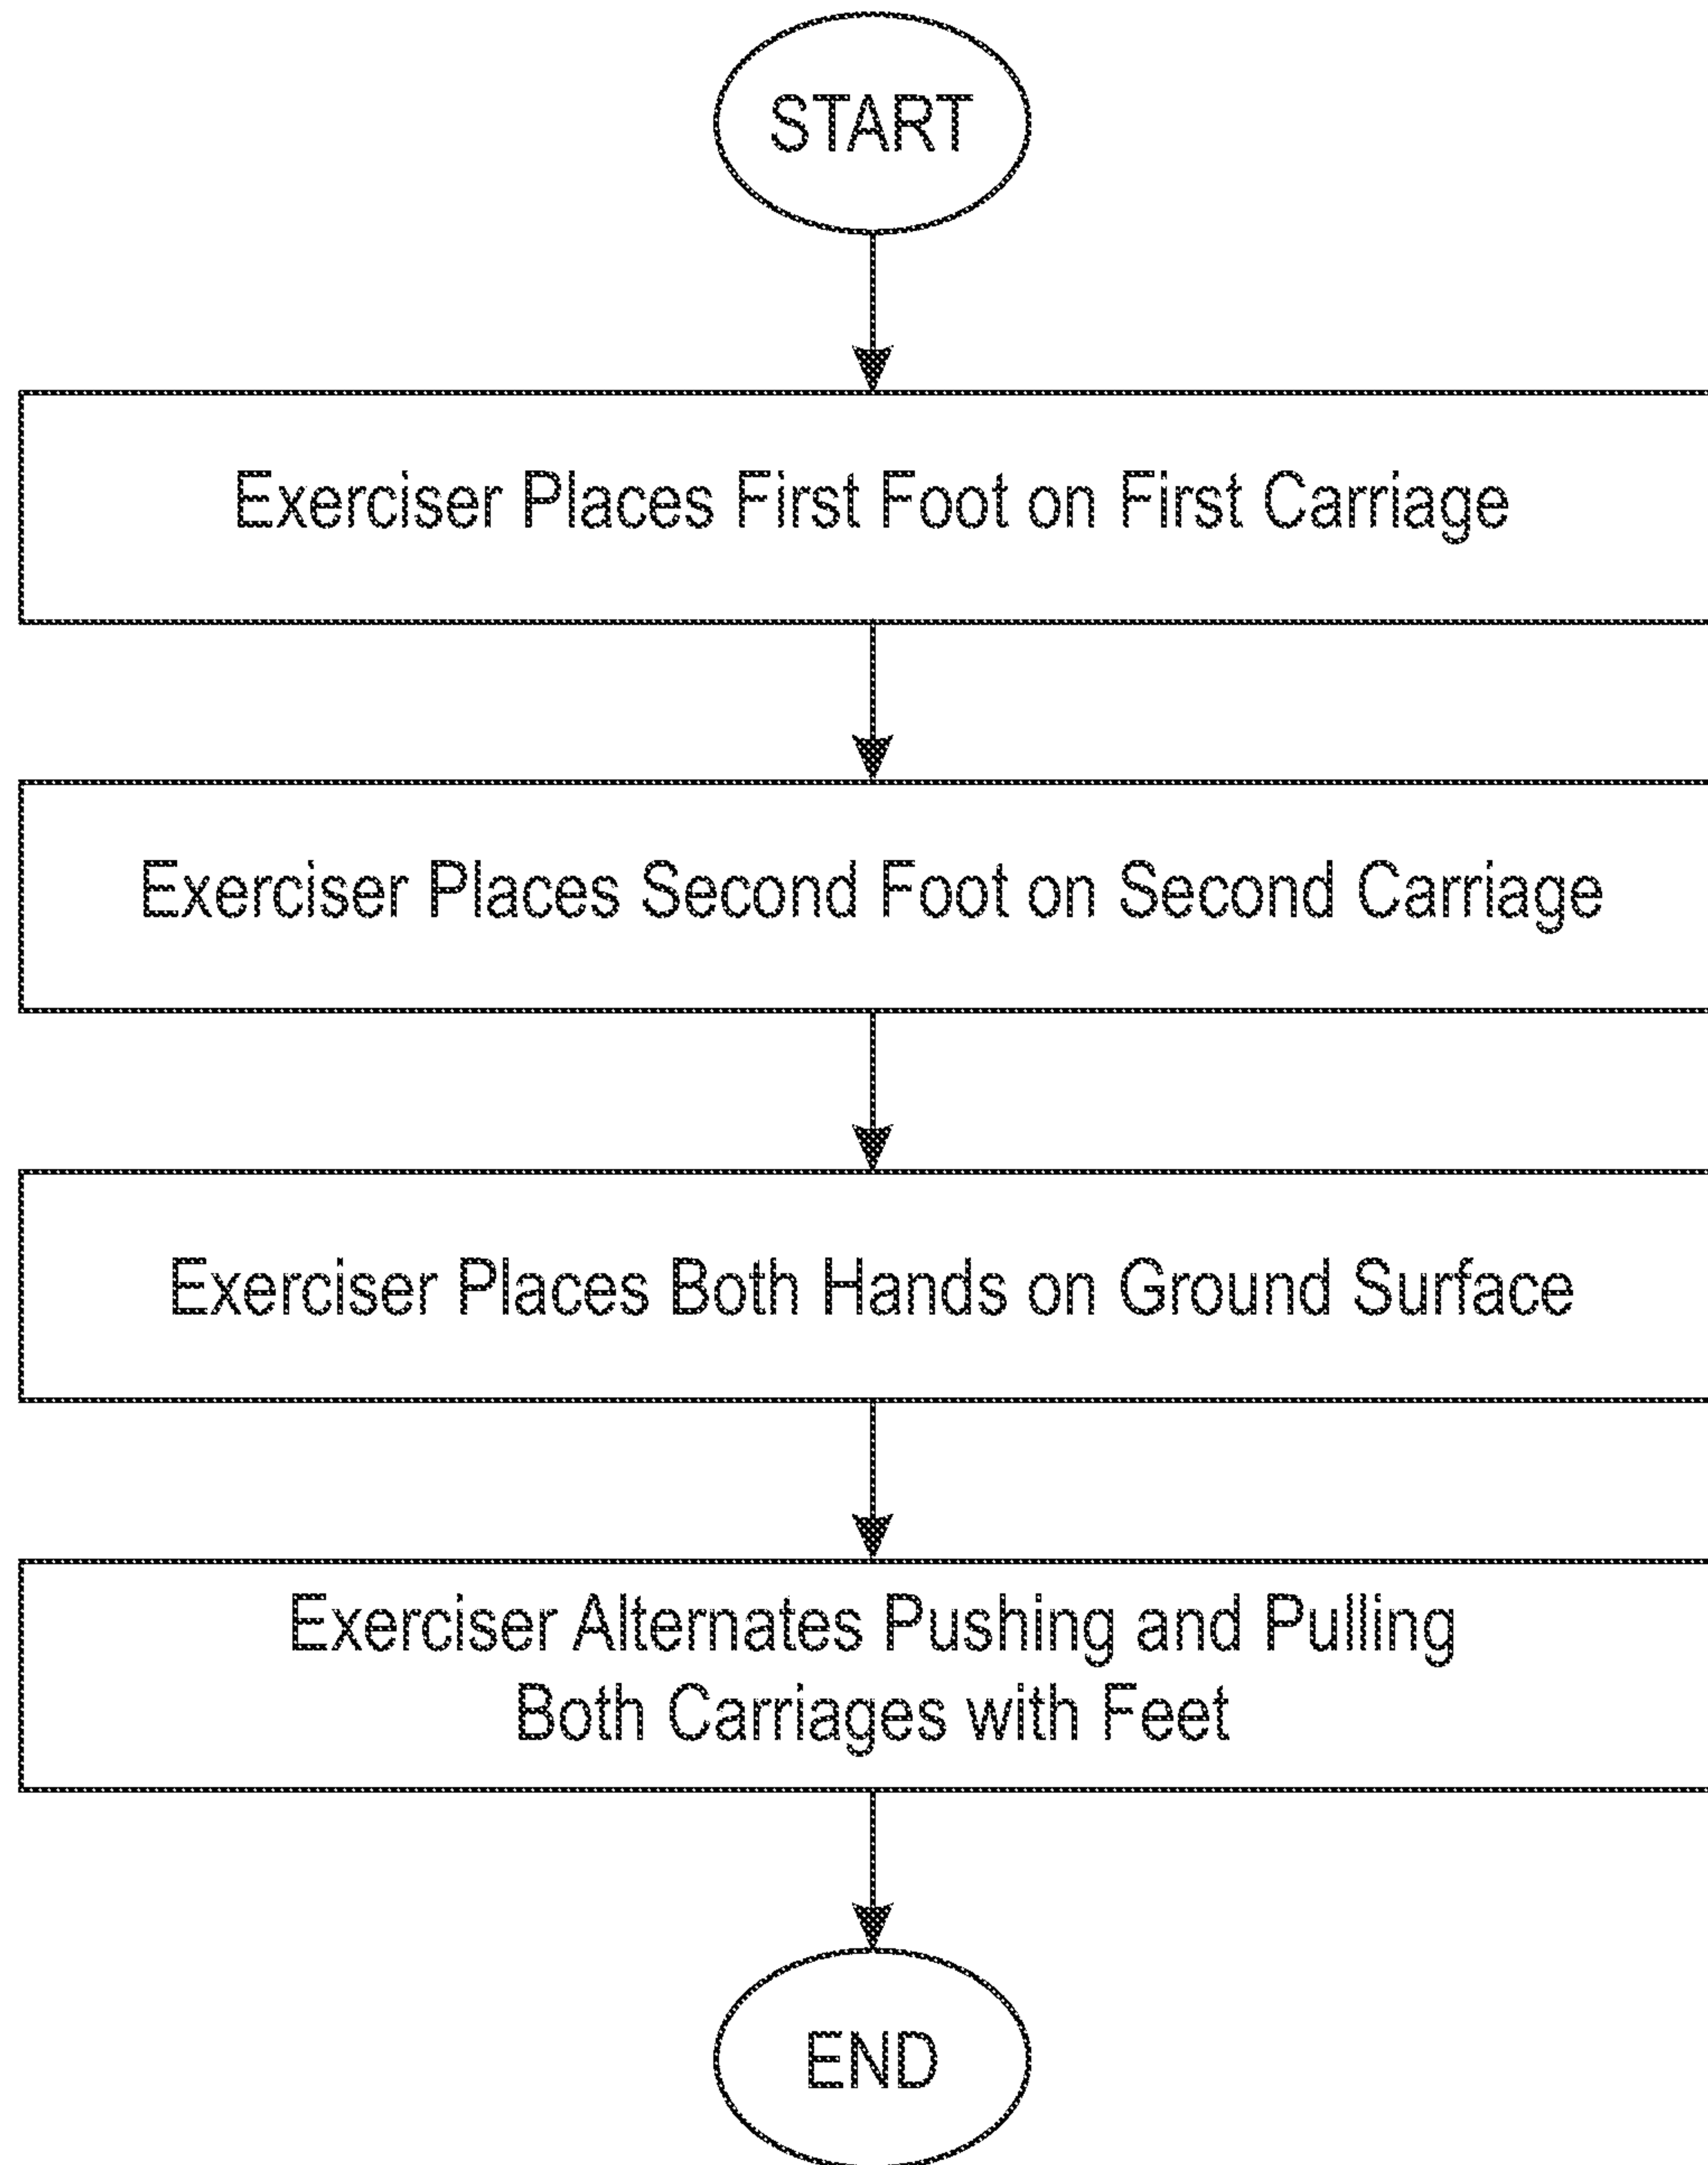 START
Exerciser Places First Foot on First Carriage
Exerciser Places Second Foot on Second Carriage
Exerciser Places Both Hands on Ground Surface
Exerciser Alternates Pushing and Pulling
Both Carriages with Feet
END